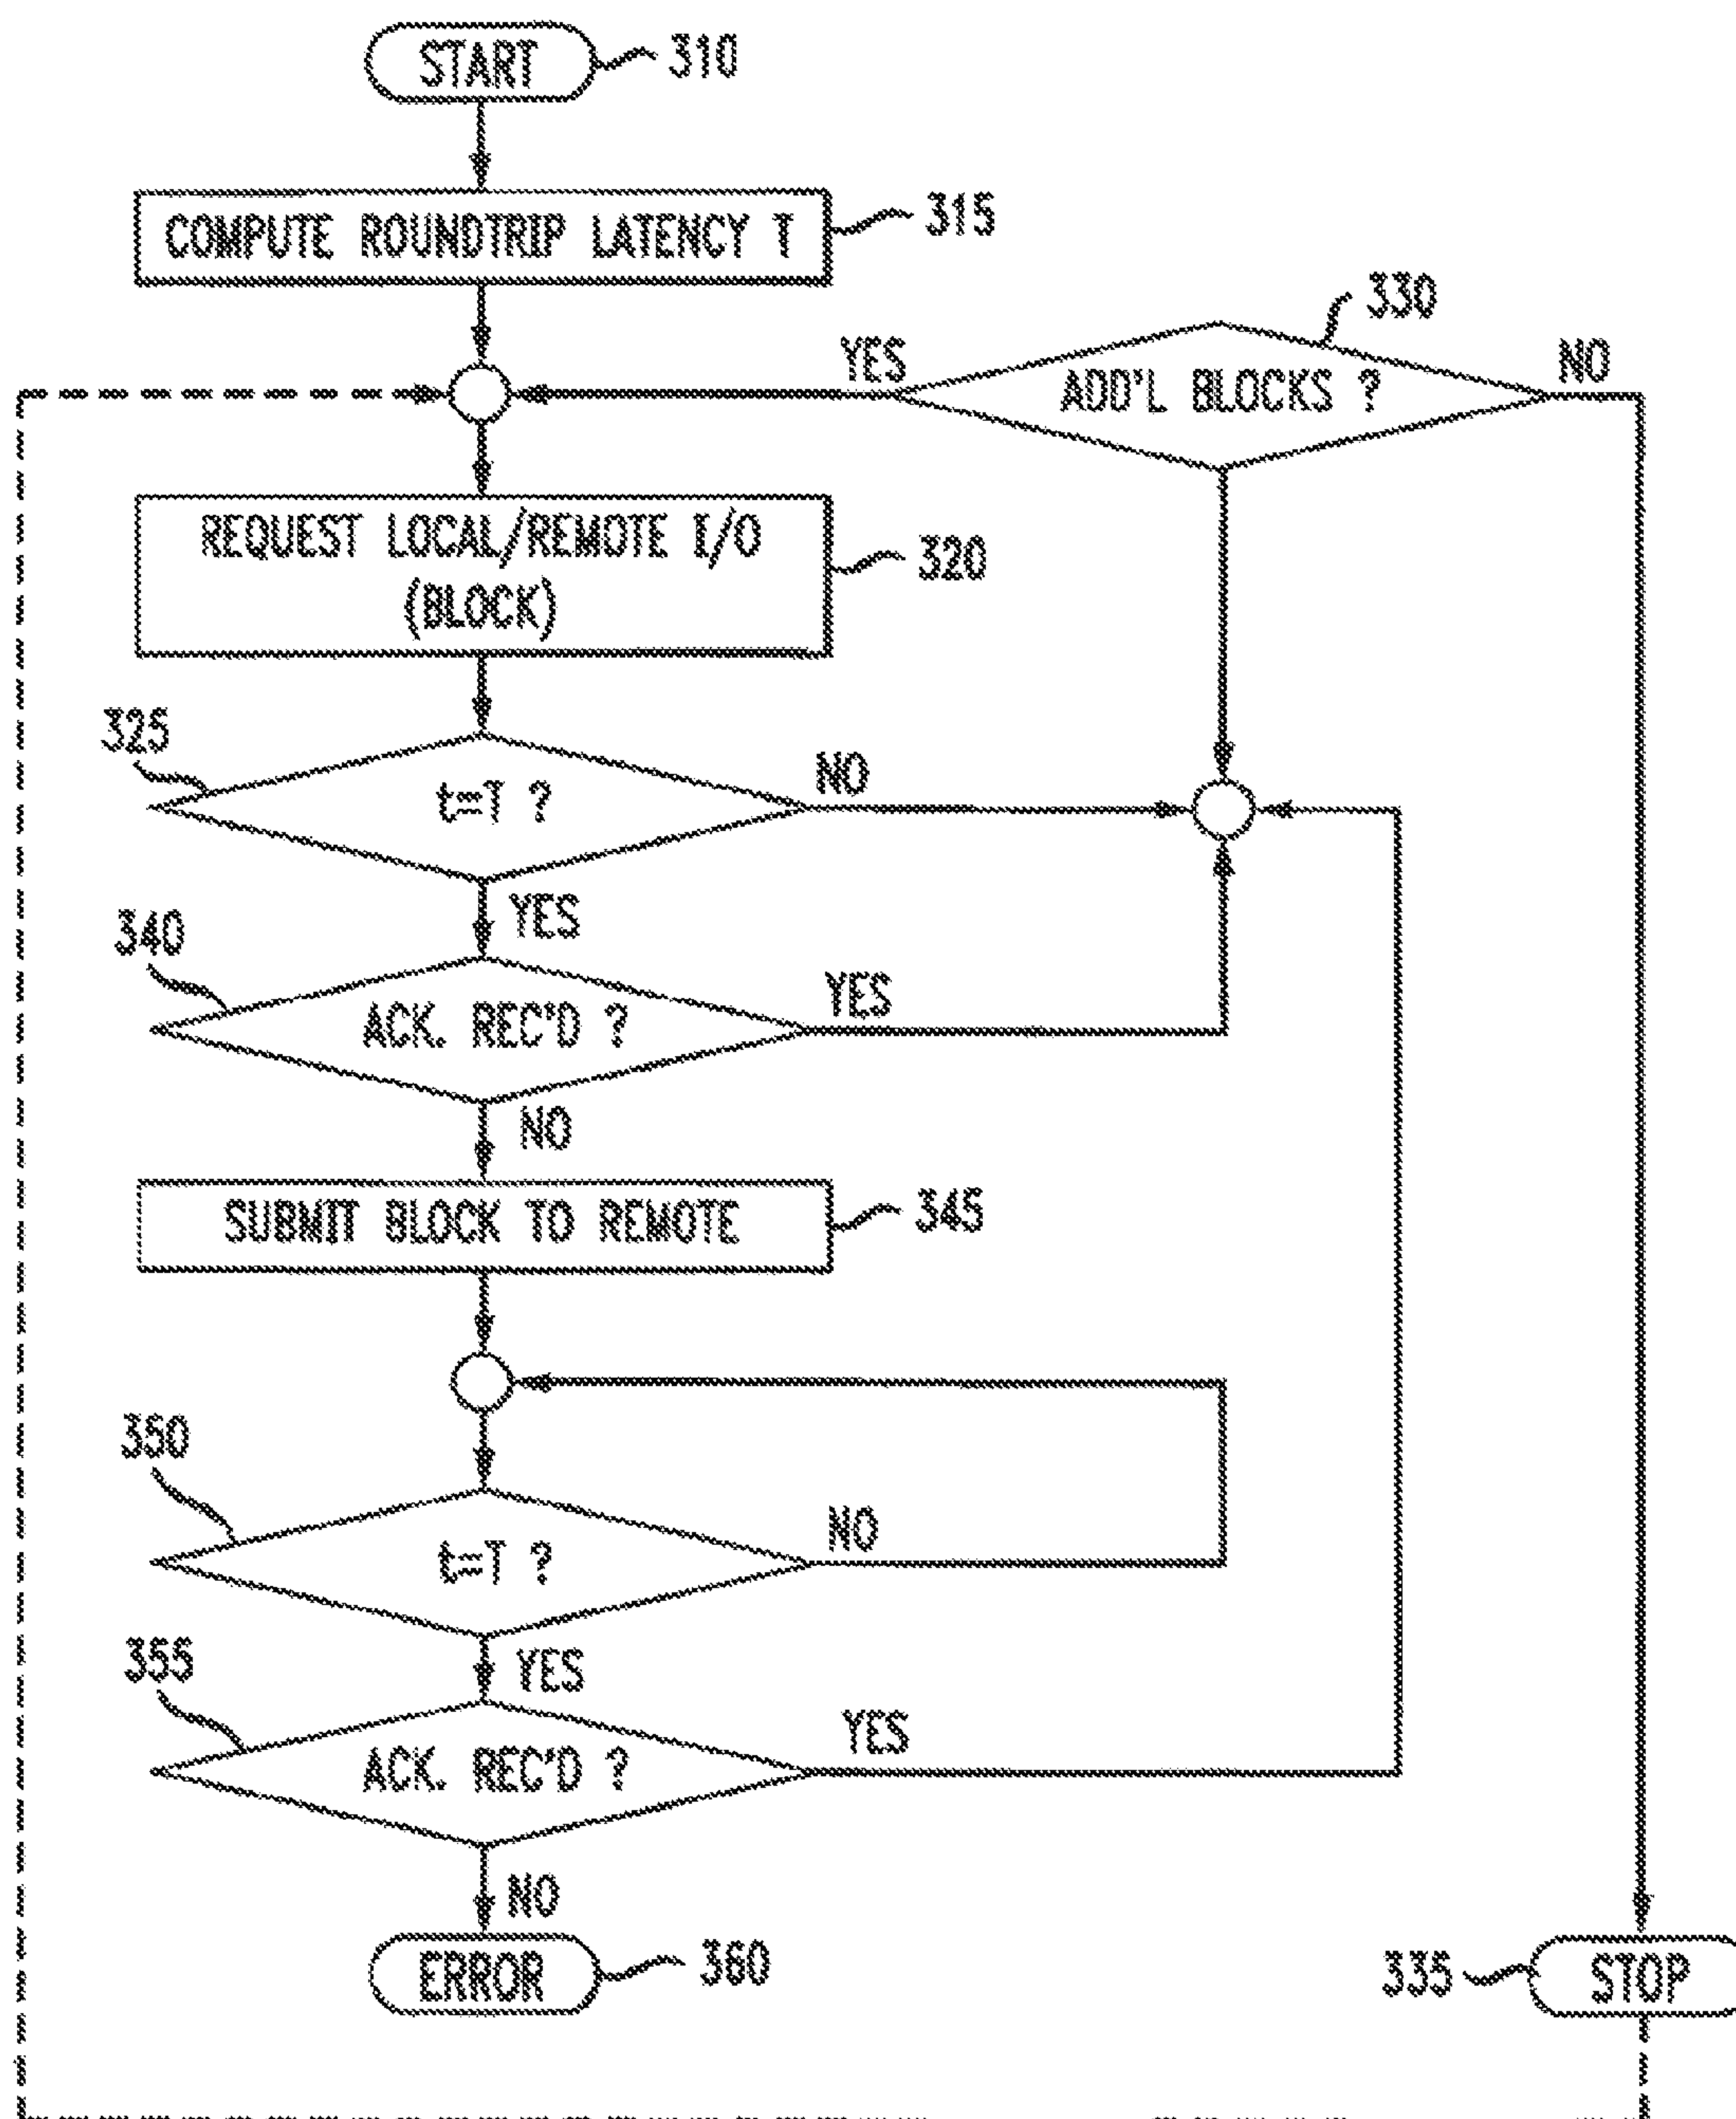 START
310
COMPUTE ROUNDTRIP LATENCY T
315
330
YES
ADD'L BLOCKS ?
NO
REQUEST LOCAL/REMOTE I/O
(BLOCK)
320
325
t=T ?
NO
YES
340
ACK. REC'D ?
YES
NO
SUBMIT BLOCK TO REMOTE
345
350
t=T ?
NO
YES
355
ACK. REC'D ?
YES
NO
ERROR
360
335
STOP